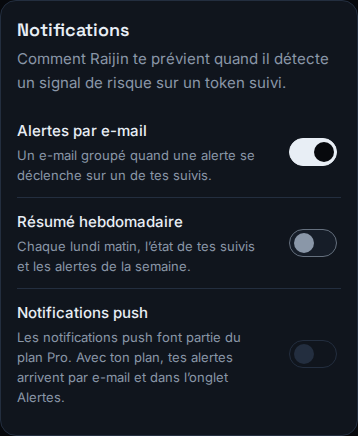 Notifications
Comment Raijin te prévient quand il détecte
un signal de risque sur un token suivi.
Alertes par e-mail
Un e-mail groupé quand une alerte se
déclenche sur un de tes suivis.
Résumé hebdomadaire
Chaque lundi matin, l’état de tes suivis
et les alertes de la semaine.
Notifications push
Les notifications push font partie du
plan Pro. Avec ton plan, tes alertes
arrivent par e-mail et dans l’onglet
Alertes.